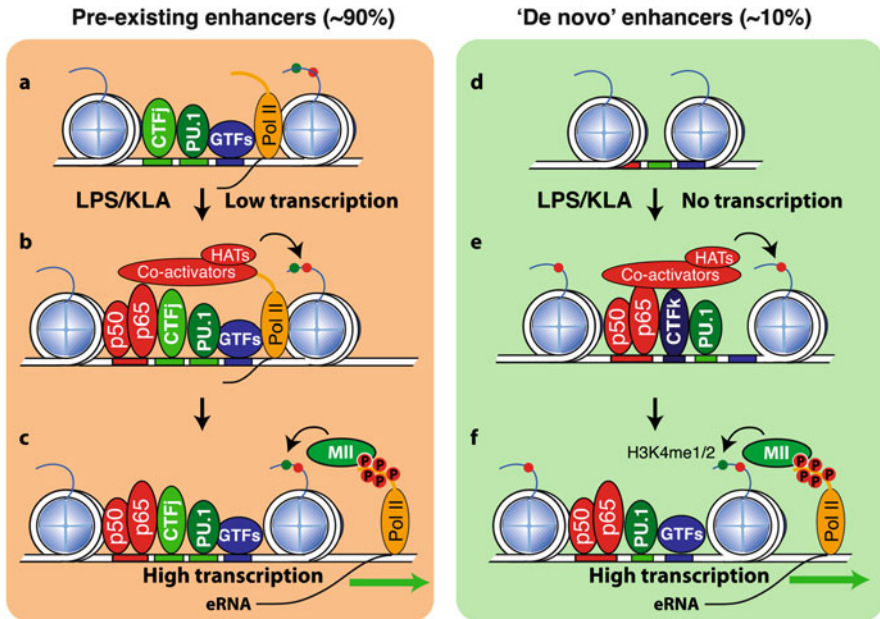 Pre-existing enhancers (~90%)
'De novo' enhancers (~10%)
a
CTFj
PU.1
GTFs
Pol II
LPS/KLA
Low transcription
b
HATs
Co-activators
p50
p65
CTFj
PU.1
GTFs
Pol II
c
Mll
P P
P P P
p50
p65
CTFj
PU.1
GTFs
Pol II
High transcription
eRNA
d
LPS/KLA
No transcription
e
HATs
Co-activators
p50
p65
CTFk
PU.1
f
H3K4me1/2
Mll
P P
P P P
p50
p65
PU.1
GTFs
Pol II
High transcription
eRNA